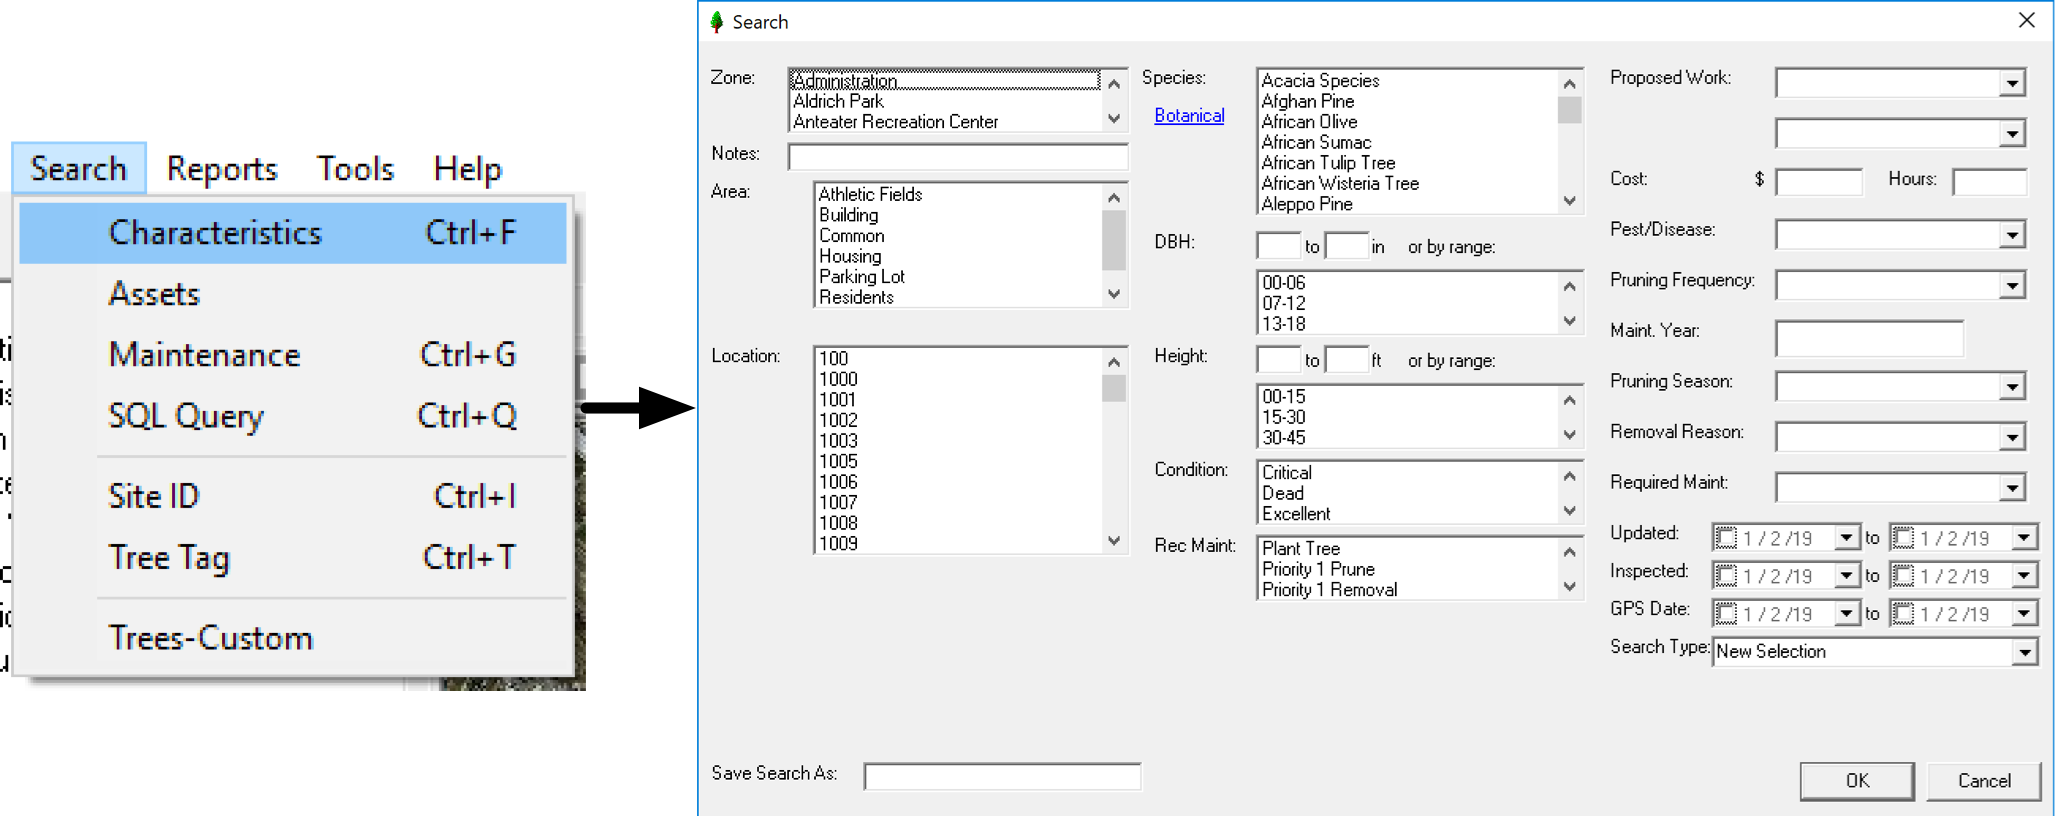 Search Reports Tools Help
Characteristics Ctrl+F
Assets
Maintenance Ctrl+G
SQL Query Ctrl+Q
Site ID Ctrl+I
Tree Tag Ctrl+T
Trees-Custom
Search
Zone:
Administration
Aldrich Park
Anteater Recreation Center
Notes:
Area:
Athletic Fields
Building
Common
Housing
Parking Lot
Residents
Location:
100
1000
1001
1002
1003
1005
1006
1007
1008
1009
Species:
Botanical
Acacia Species
Afghan Pine
African Olive
African Sumac
African Tulip Tree
African Wisteria Tree
Aleppo Pine
DBH: to in or by range:
00-06
07-12
13-18
Height: to ft or by range:
00-15
15-30
30-45
Condition:
Critical
Dead
Excellent
Rec Maint:
Plant Tree
Priority 1 Prune
Priority 1 Removal
Proposed Work:
Cost: $ Hours:
Pest/Disease:
Pruning Frequency:
Maint. Year:
Pruning Season:
Removal Reason:
Required Maint:
Updated: 1 / 2 /19 to 1 / 2 /19
Inspected: 1 / 2 /19 to 1 / 2 /19
GPS Date: 1 / 2 /19 to 1 / 2 /19
Search Type: New Selection
Save Search As:
OK Cancel